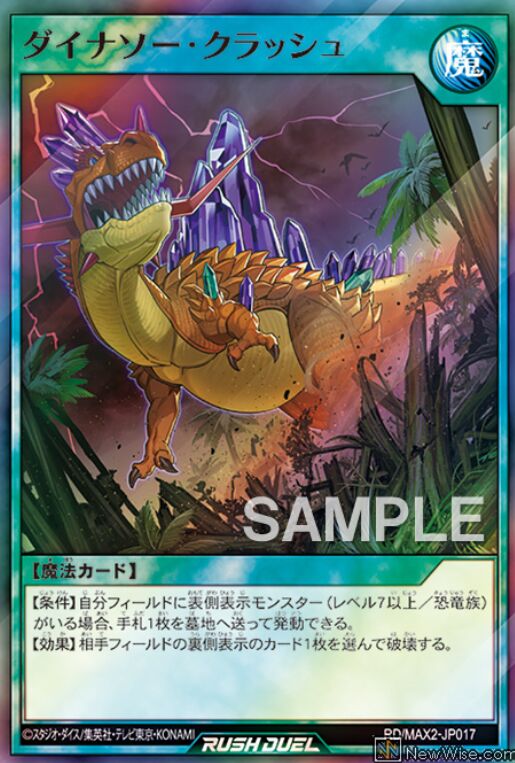 ダイナソー・クラッシュ
ま
魔
SAMPLE
【魔法カード】
【条件】自分フィールドに表側表示モンスター（レベル7以上／恐竜族）
がいる場合、手札1枚を墓地へ送って発動できる。
【効果】相手フィールドの裏側表示のカード1枚を選んで破壊する。
©スタジオ・ダイス/集英社・テレビ東京・KONAMI
RUSH DUEL
RD/MAX2-JP017
NewWise.com